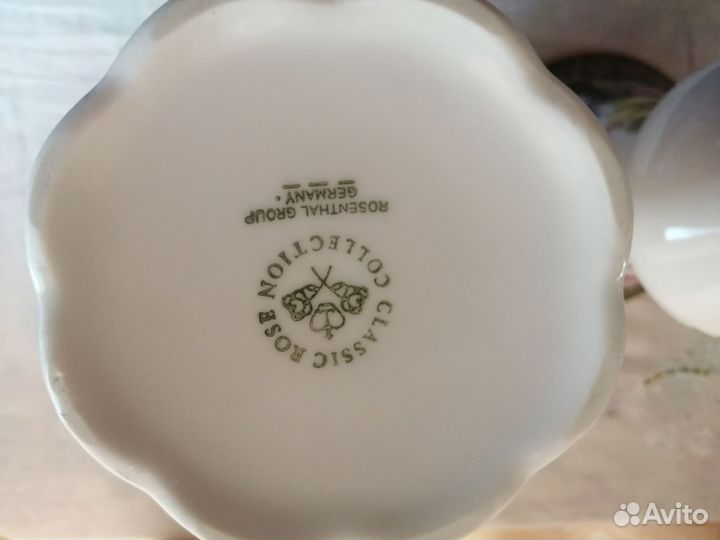 CLASSIC ROSE
COLLECTION
ROSENTHAL GROUP
GERMANY
Avito